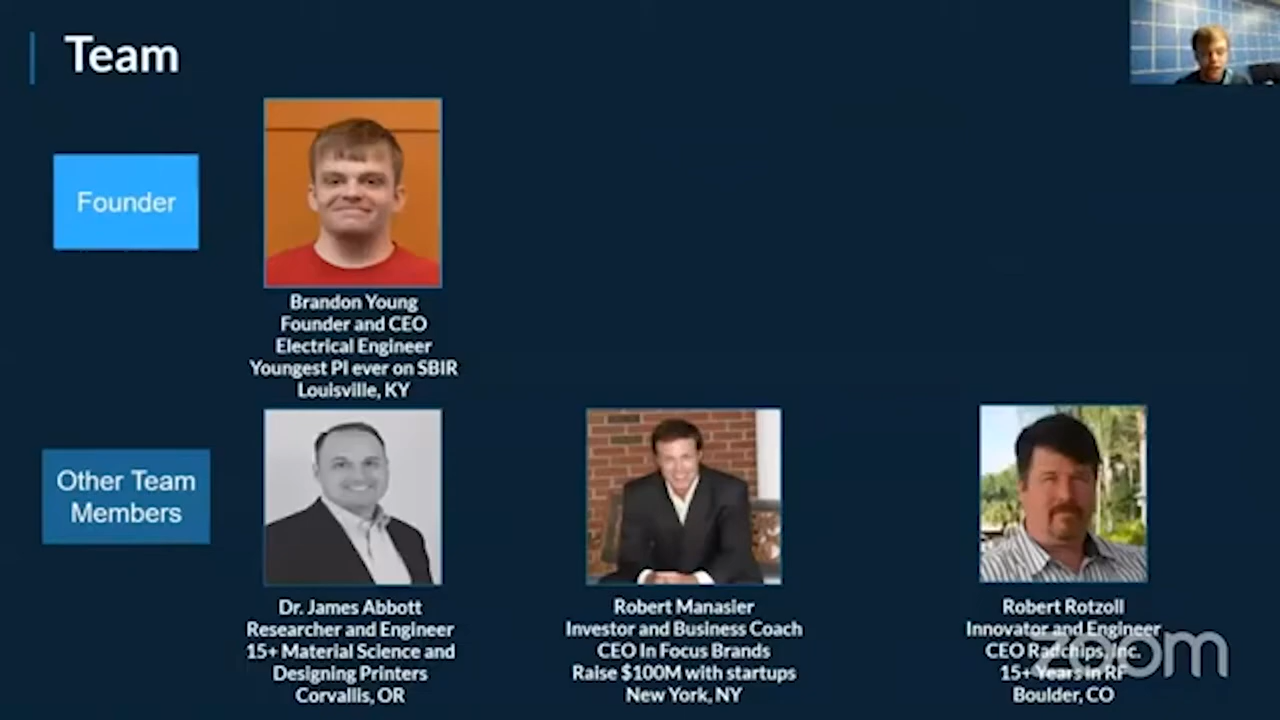 Team
Founder
Brandon Young
Founder and CEO
Electrical Engineer
Youngest PI ever on SBIR
Louisville, KY
Other Team
Members
Dr. James Abbott
Researcher and Engineer
15+ Material Science and
Designing Printers
Corvallis, OR
Robert Manasier
Investor and Business Coach
CEO In Focus Brands
Raise $100M with startups
New York, NY
Robert Rotzoll
Innovator and Engineer
CEO Radchips, Inc.
15+ Years in RF
Boulder, CO
zoom